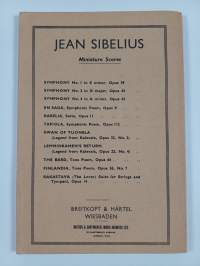 JEAN SIBELIUS
Miniature Scores
SYMPHONY No. 1 in E minor, Opus 39
SYMPHONY No. 2 in D major, Opus 43
SYMPHONY No. 4 in A minor, Opus 63
EN SAGA, Symphonic Poem, Opus 9
KARELIA, Suite, Opus 11
TAPIOLA, Symphonic Poem, Opus 112
SWAN OF TUONELA
(Legend from Kalevala, Opus 22, No. 3)
LEMMINKÄINEN'S RETURN
(Legend from Kalevala, Opus 22, No. 4)
THE BARD, Tone Poem, Opus 64
FINLANDIA, Tone Poem, Opus 26, No. 7
RAKASTAVA (The Lover) Suite for Strings and
Tympani, Opus 14
BREITKOPF & HÄRTEL
WIESBADEN